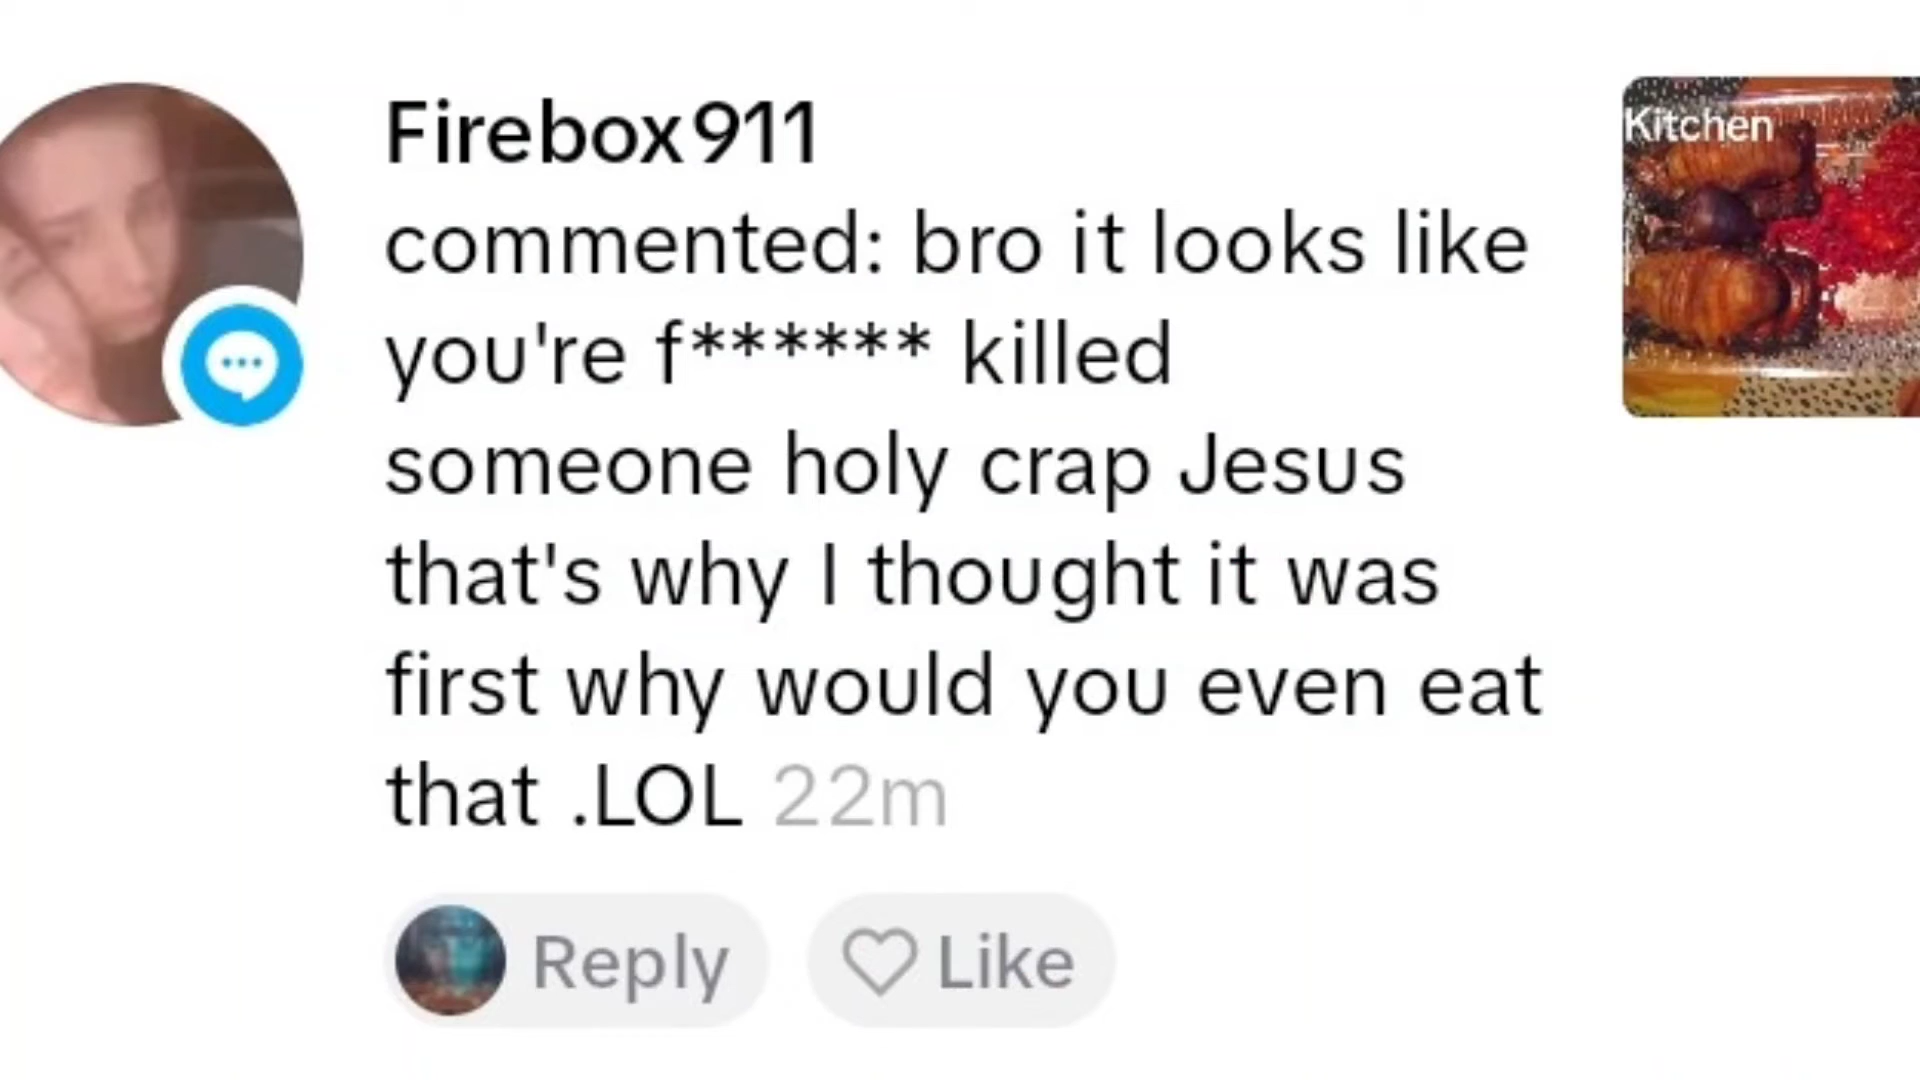 Firebox911
commented: bro it looks like
you're f****** killed
someone holy crap Jesus
that's why I thought it was
first why would you even eat
that .LOL 22m
Reply
Like
Kitchen